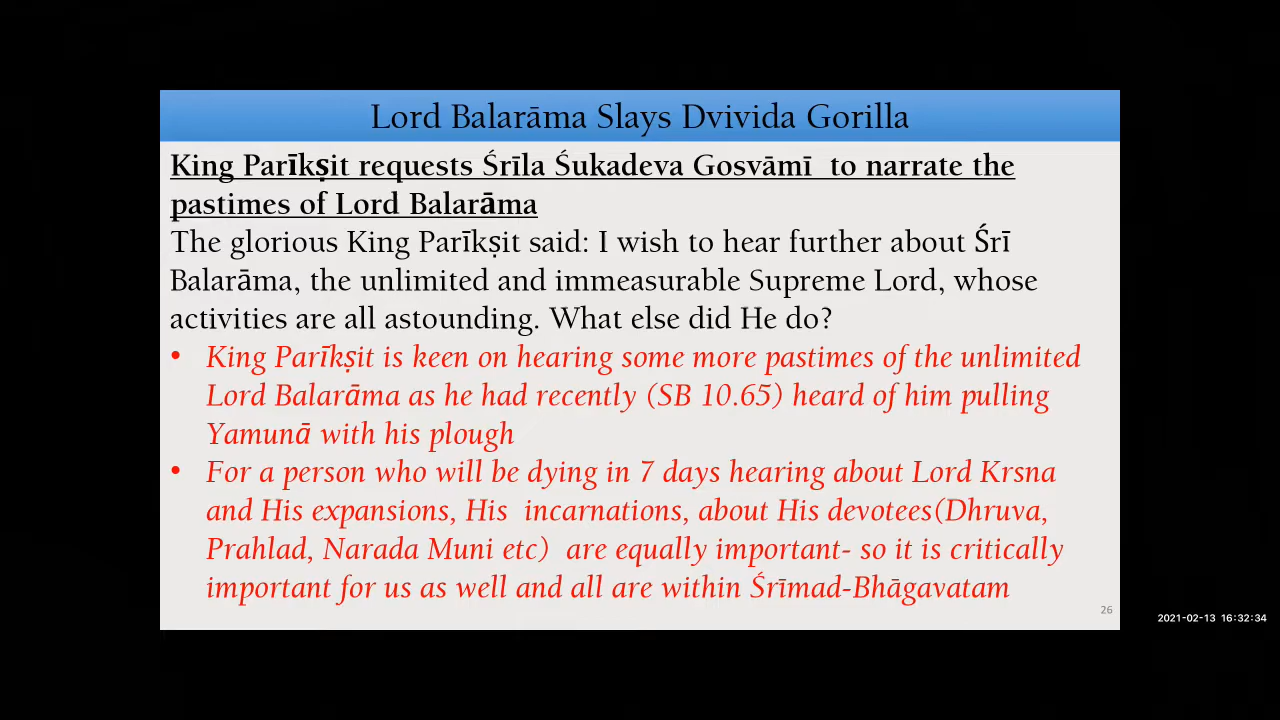 Lord Balarāma Slays Dvivida Gorilla
King Parīkṣit requests Śrīla Śukadeva Gosvāmī  to narrate the
pastimes of Lord Balarāma
The glorious King Parīkṣit said: I wish to hear further about Śrī
Balarāma, the unlimited and immeasurable Supreme Lord, whose
activities are all astounding. What else did He do?
• King Parīkṣit is keen on hearing some more pastimes of the unlimited
Lord Balarāma as he had recently (SB 10.65) heard of him pulling
Yamunā with his plough
• For a person who will be dying in 7 days hearing about Lord Krsna
and His expansions, His  incarnations, about His devotees(Dhruva,
Prahlad, Narada Muni etc)  are equally important- so it is critically
important for us as well and all are within Śrīmad-Bhāgavatam
26
2021-02-13 16:32:34